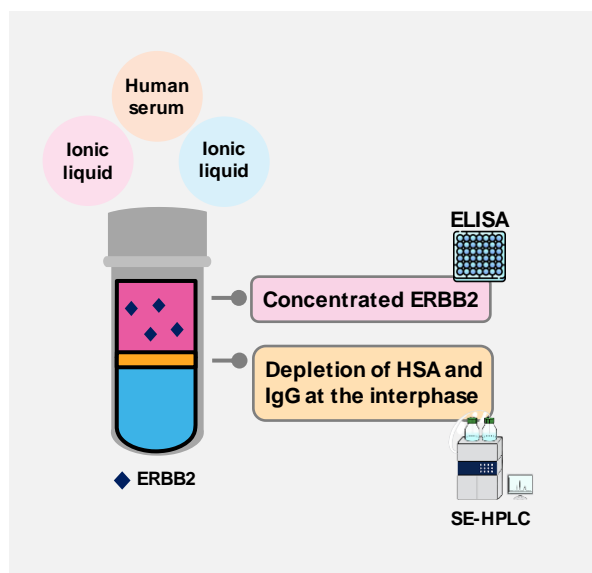 Human
serum
Ionic
liquid
Ionic
liquid
ELISA
Concentrated ERBB2
Depletion of HSA and
IgG at the interphase
ERBB2
SE-HPLC